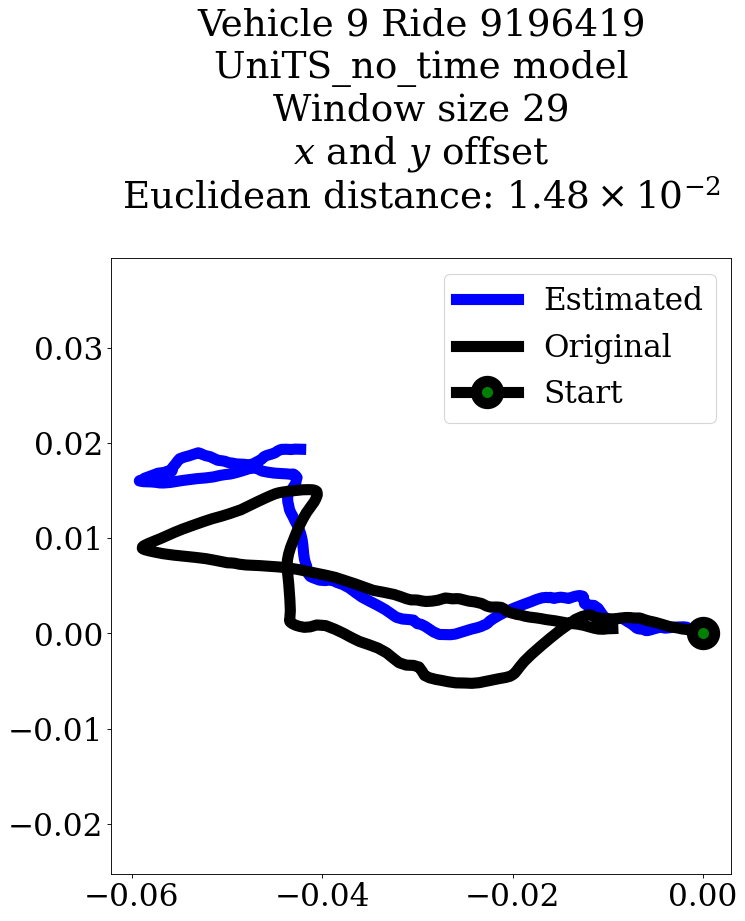 Vehicle 9 Ride 9196419
UniTS_no_time model
Window size 29
x and y offset
Euclidean distance: 1.48 × 10⁻²
Estimated
Original
Start
0.03
0.02
0.01
0.00
−0.01
−0.02
−0.06 −0.04 −0.02 0.00